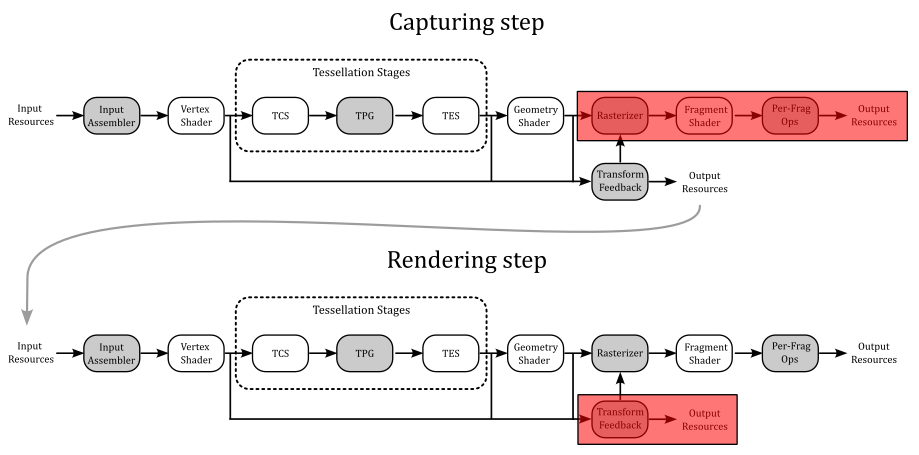 Capturing step
Tessellation Stages
Input
Resources
Input
Assembler
Vertex
Shader
TCS
TPG
TES
Geometry
Shader
Rasterizer
Fragment
Shader
Per-Frag
Ops
Output
Resources
Transform
Feedback
Output
Resources
Rendering step
Tessellation Stages
Input
Resources
Input
Assembler
Vertex
Shader
TCS
TPG
TES
Geometry
Shader
Rasterizer
Fragment
Shader
Per-Frag
Ops
Output
Resources
Transform
Feedback
Output
Resources